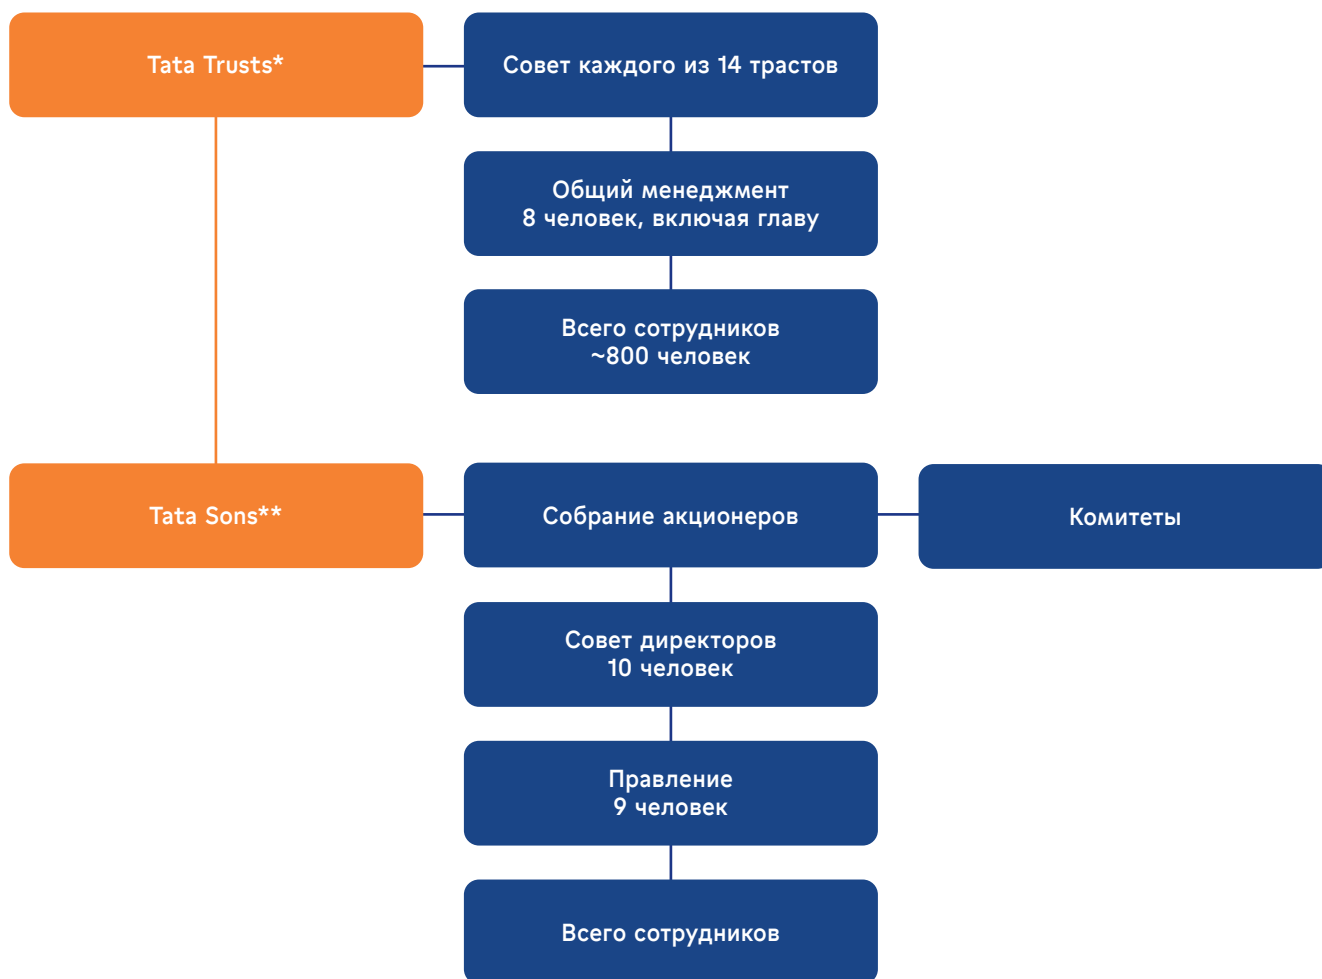 Tata Trusts*
Совет каждого из 14 трастов
Общий менеджмент
8 человек, включая главу
Всего сотрудников
~800 человек
Tata Sons**
Собрание акционеров
Комитеты
Совет директоров
10 человек
Правление
9 человек
Всего сотрудников